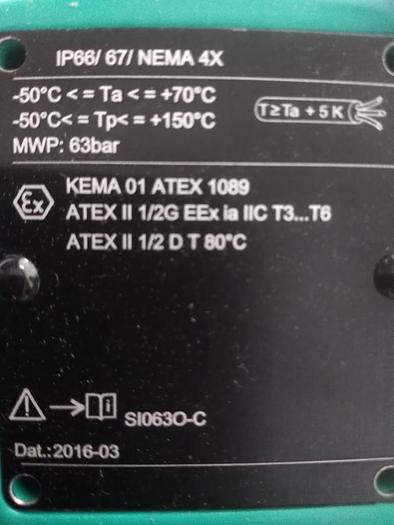 IP66/ 67/ NEMA 4X
-50°C < = Ta < = +70°C
-50°C< = Tp< = +150°C
T≥Ta + 5 K
MWP: 63bar
Ex
KEMA 01 ATEX 1089
ATEX II 1/2G EEx ia IIC T3...T6
ATEX II 1/2 D T 80°C
i
SI063O-C
Dat.:2016-03